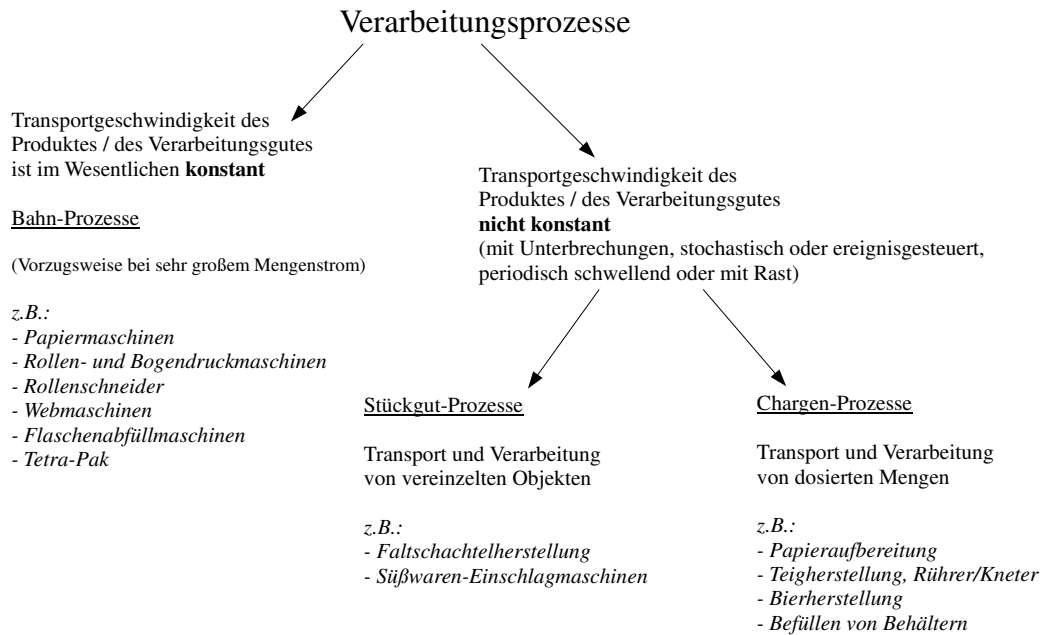 Verarbeitungsprozesse
Transportgeschwindigkeit des
Produktes / des Verarbeitungsgutes
ist im Wesentlichen konstant
Bahn-Prozesse
(Vorzugsweise bei sehr großem Mengenstrom)
z.B.:
- Papiermaschinen
- Rollen- und Bogendruckmaschinen
- Rollenschneider
- Webmaschinen
- Flaschenabfüllmaschinen
- Tetra-Pak
Transportgeschwindigkeit des
Produktes / des Verarbeitungsgutes
nicht konstant
(mit Unterbrechungen, stochastisch oder ereignisgesteuert,
periodisch schwellend oder mit Rast)
Stückgut-Prozesse
Transport und Verarbeitung
von vereinzelten Objekten
z.B.:
- Faltschachtelherstellung
- Süßwaren-Einschlagmaschinen
Chargen-Prozesse
Transport und Verarbeitung
von dosierten Mengen
z.B.:
- Papieraufbereitung
- Teigherstellung, Rührer/Kneter
- Bierherstellung
- Befüllen von Behältern